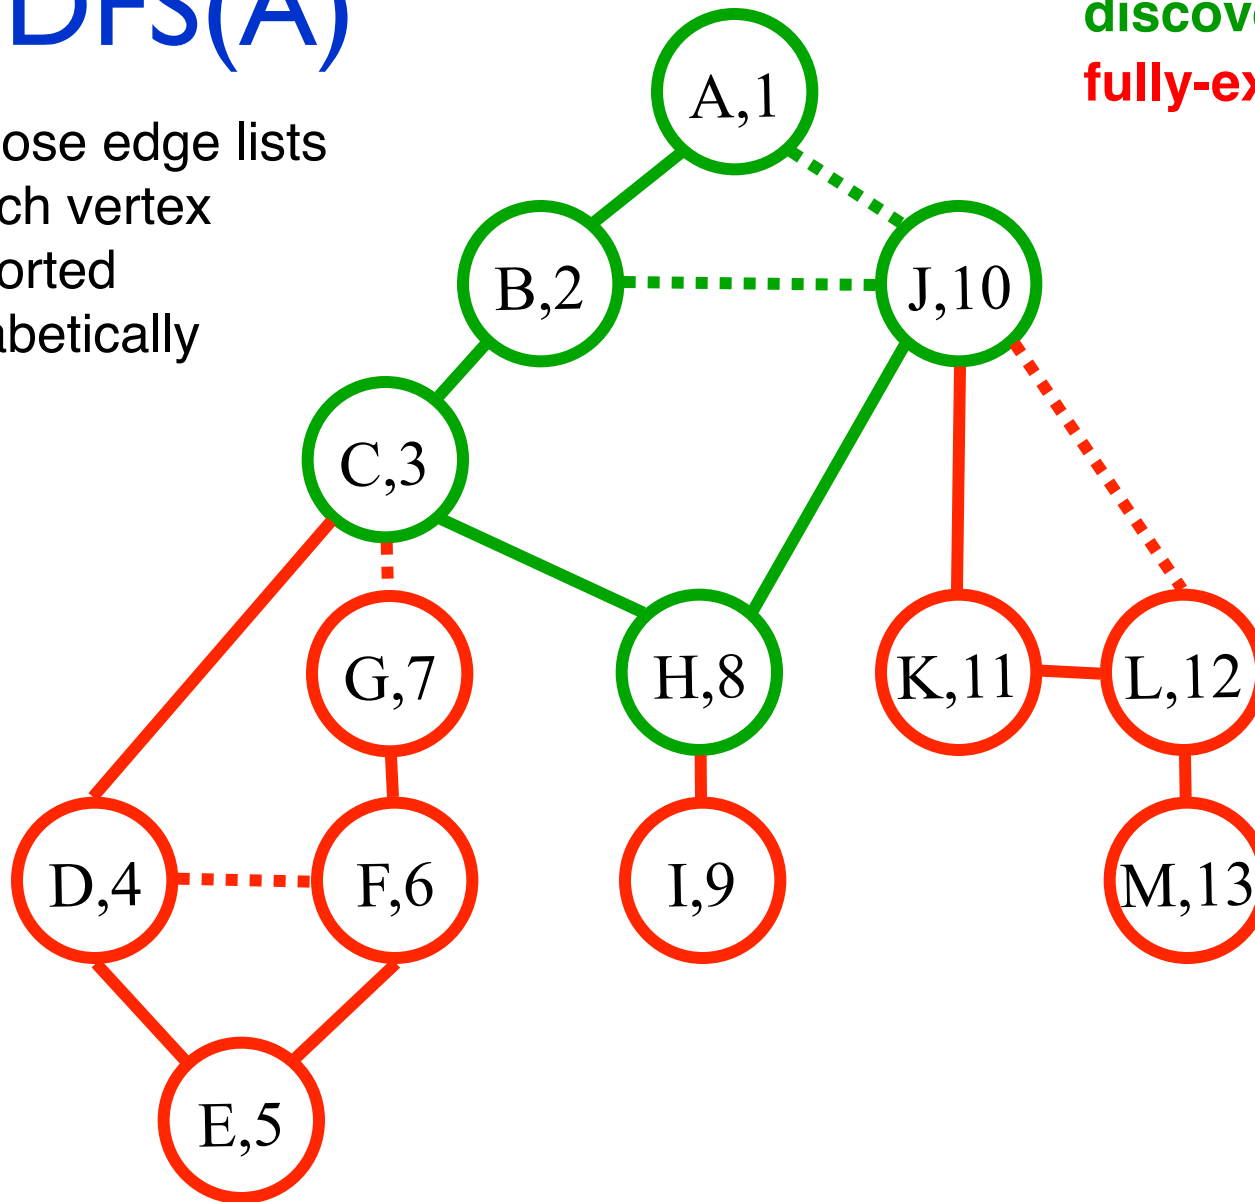 DFS(A)
discov
fully-ex
ose edge lists
ch vertex
orted
abetically
A,1
B,2
J,10
C,3
G,7
H,8
K,11
L,12
D,4
F,6
I,9
M,13
E,5